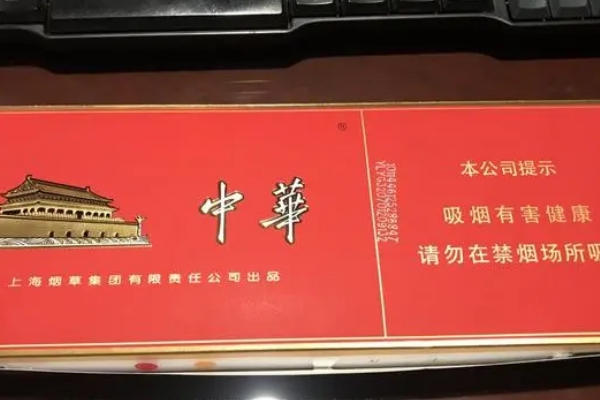 中華
®
上海烟草集团有限责任公司出品
本公司提示
吸烟有害健康
请勿在禁烟场所吸